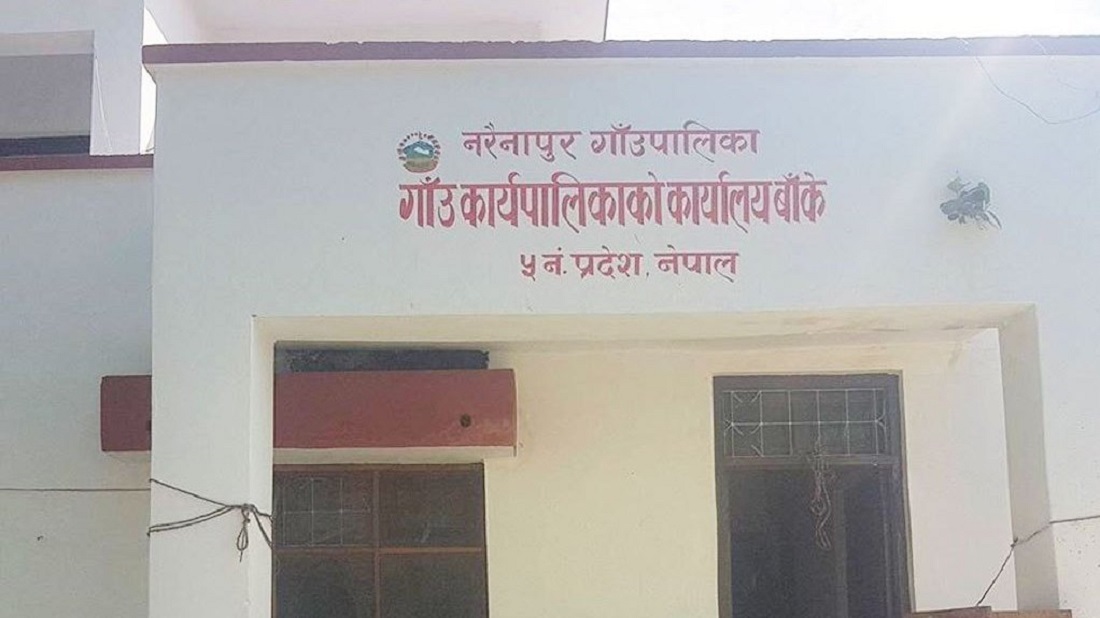 नरैनापुर गाँउपालिका
गाँउ कार्यपालिकाको कार्यालय बाँके
५ नं. प्रदेश, नेपाल